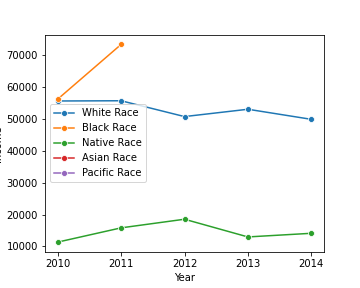 70000
60000
50000
40000
30000
20000
10000
White Race
Black Race
Native Race
Asian Race
Pacific Race
2010 2011 2012 2013 2014
Year